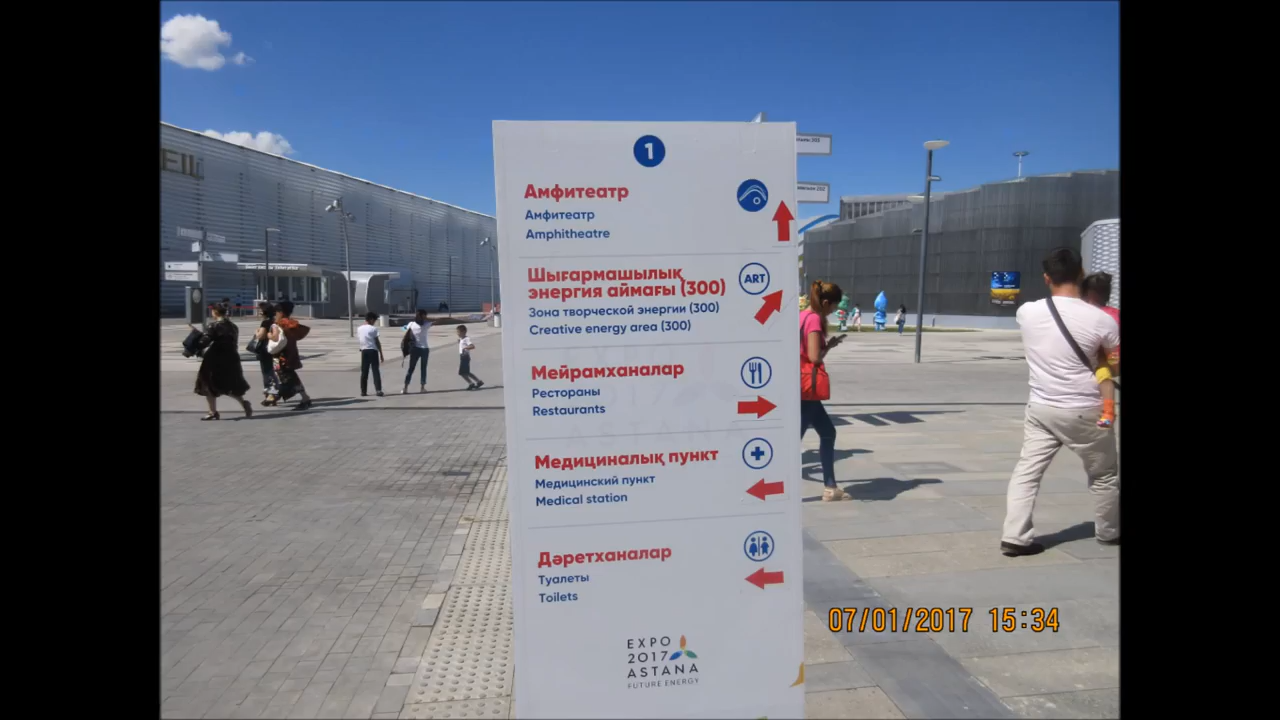 1
Амфитеатр
Амфитеатр
Amphitheatre
Шығармашылық
энергия аймағы (300)
ART
Зона творческой энергии (300)
Creative energy area (300)
Мейрамханалар
Рестораны
Restaurants
Медициналық пункт
Медицинский пункт
Medical station
Дәретханалар
Туалеты
Toilets
EXPO
2017
ASTANA
FUTURE ENERGY
07/01/2017 15:34